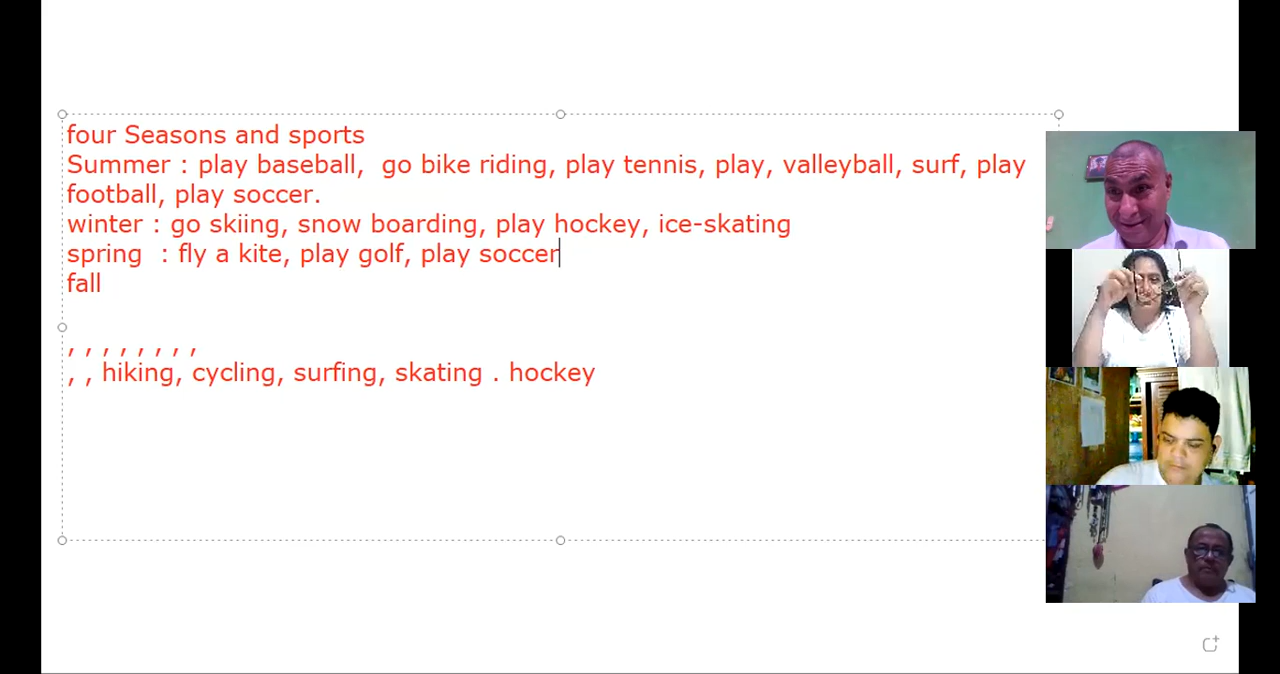 four Seasons and sports
Summer : play baseball,  go bike riding, play tennis, play, valleyball, surf, play
football, play soccer.
winter : go skiing, snow boarding, play hockey, ice-skating
spring  : fly a kite, play golf, play soccer
fall
, , , , , , , ,
, , hiking, cycling, surfing, skating . hockey